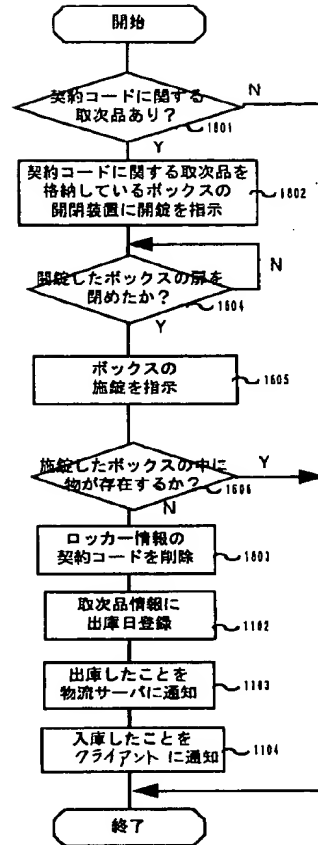 開始
契約コードに関する
取次品あり？
N
1801
Y
契約コードに関する取次品を
格納しているボックスの
開閉装置に開錠を指示
1802
開錠したボックスの扉を
閉めたか？
N
1604
Y
ボックスの
施錠を指示
1605
施錠したボックスの中に
物が存在するか？
Y
1606
N
ロッカー情報の
契約コードを削除
1803
取次品情報に
出庫日登録
1102
出庫したことを
物流サーバに通知
1103
入庫したことを
クライアントに通知
1104
終了